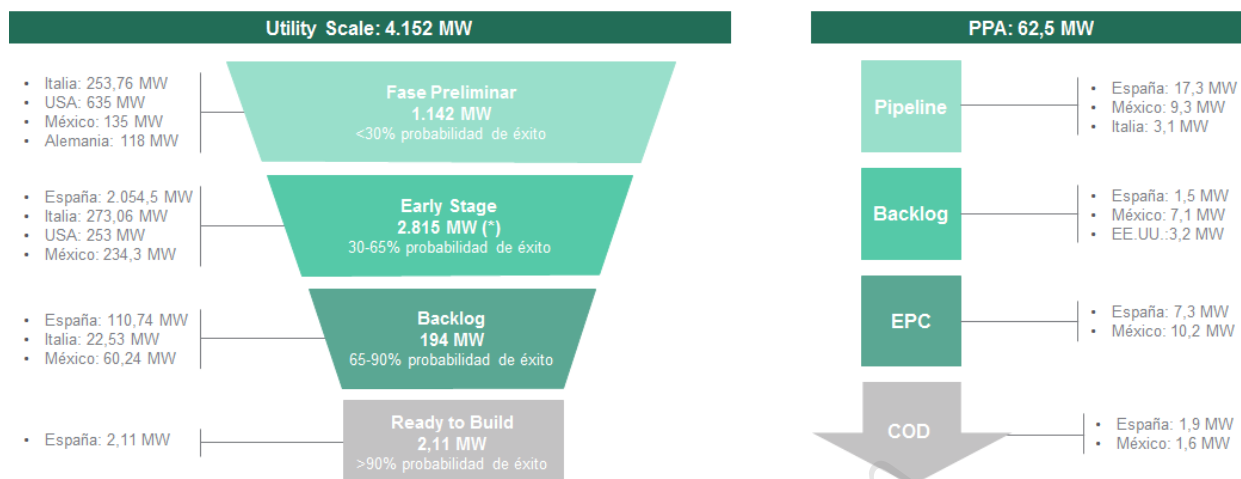 Utility Scale: 4.152 MW
• Italia: 253,76 MW
• USA: 635 MW
• México: 135 MW
• Alemania: 118 MW
Fase Preliminar
1.142 MW
<30% probabilidad de éxito
• España: 2.054,5 MW
• Italia: 273,06 MW
• USA: 253 MW
• México: 234,3 MW
Early Stage
2.815 MW (*)
30-65% probabilidad de éxito
• España: 110,74 MW
• Italia: 22,53 MW
• México: 60,24 MW
Backlog
194 MW
65-90% probabilidad de éxito
• España: 2,11 MW
Ready to Build
2,11 MW
>90% probabilidad de éxito
PPA: 62,5 MW
Pipeline
• España: 17,3 MW
• México: 9,3 MW
• Italia: 3,1 MW
Backlog
• España: 1,5 MW
• México: 7,1 MW
• EE.UU.:3,2 MW
EPC
• España: 7,3 MW
• México: 10,2 MW
COD
• España: 1,9 MW
• México: 1,6 MW